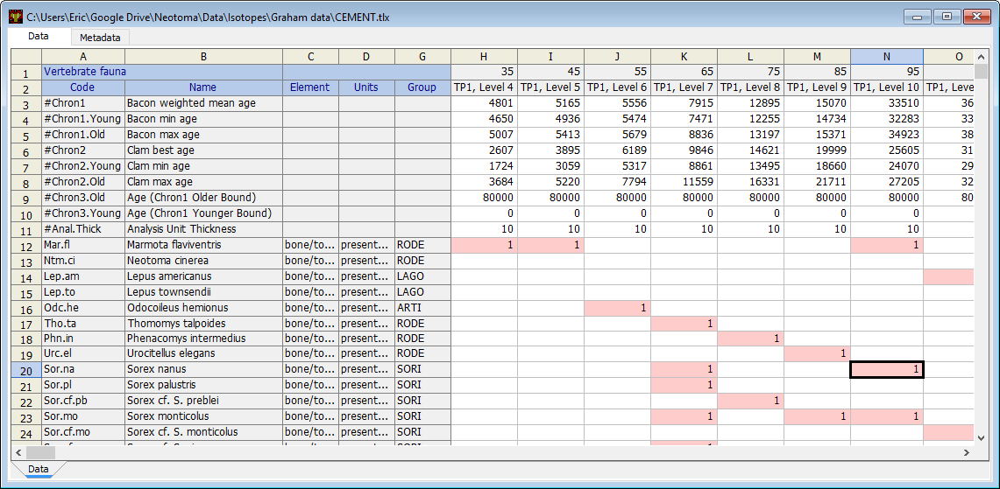 C:\Users\Eric\Google Drive\Neotoma\Data\Isotopes\Graham data\CEMENT.tlx
Data Metadata
A B C D G H I J K L M N O
1 Vertebrate fauna 35 45 55 65 75 85 95
2 Code Name Element Units Group TP1, Level 4 TP1, Level 5 TP1, Level 6 TP1, Level 7 TP1, Level 8 TP1, Level 9 TP1, Level 10 TP1, Leve
3 #Chron1 Bacon weighted mean age 4801 5165 5556 7915 12895 15070 33510 36
4 #Chron1.Young Bacon min age 4650 4936 5474 7471 12255 14734 32283 33
5 #Chron1.Old Bacon max age 5007 5413 5679 8836 13197 15371 34923 38
6 #Chron2 Clam best age 2607 3895 6189 9846 14621 19999 25605 31
7 #Chron2.Young Clam min age 1724 3059 5317 8861 13495 18660 24070 29
8 #Chron2.Old Clam max age 3684 5220 7794 11559 16331 21711 27205 32
9 #Chron3.Old Age (Chron1 Older Bound) 80000 80000 80000 80000 80000 80000 80000 80
10 #Chron3.Young Age (Chron1 Younger Bound) 0 0 0 0 0 0 0
11 #Anal.Thick Analysis Unit Thickness 10 10 10 10 10 10 10
12 Mar.fl Marmota flaviventris bone/to... present... RODE 1 1 1
13 Ntm.ci Neotoma cinerea bone/to... present... RODE
14 Lep.am Lepus americanus bone/to... present... LAGO
15 Lep.to Lepus townsendii bone/to... present... LAGO
16 Odc.he Odocoileus hemionus bone/to... present... ARTI 1
17 Tho.ta Thomomys talpoides bone/to... present... RODE 1
18 Phn.in Phenacomys intermedius bone/to... present... RODE 1
19 Urc.el Urocitellus elegans bone/to... present... RODE 1
20 Sor.na Sorex nanus bone/to... present... SORI 1 1
21 Sor.pl Sorex palustris bone/to... present... SORI 1
22 Sor.cf.pb Sorex cf. S. preblei bone/to... present... SORI 1
23 Sor.mo Sorex monticolus bone/to... present... SORI 1 1 1
24 Sor.cf.mo Sorex cf. S. monticolus bone/to... present... SORI
Data